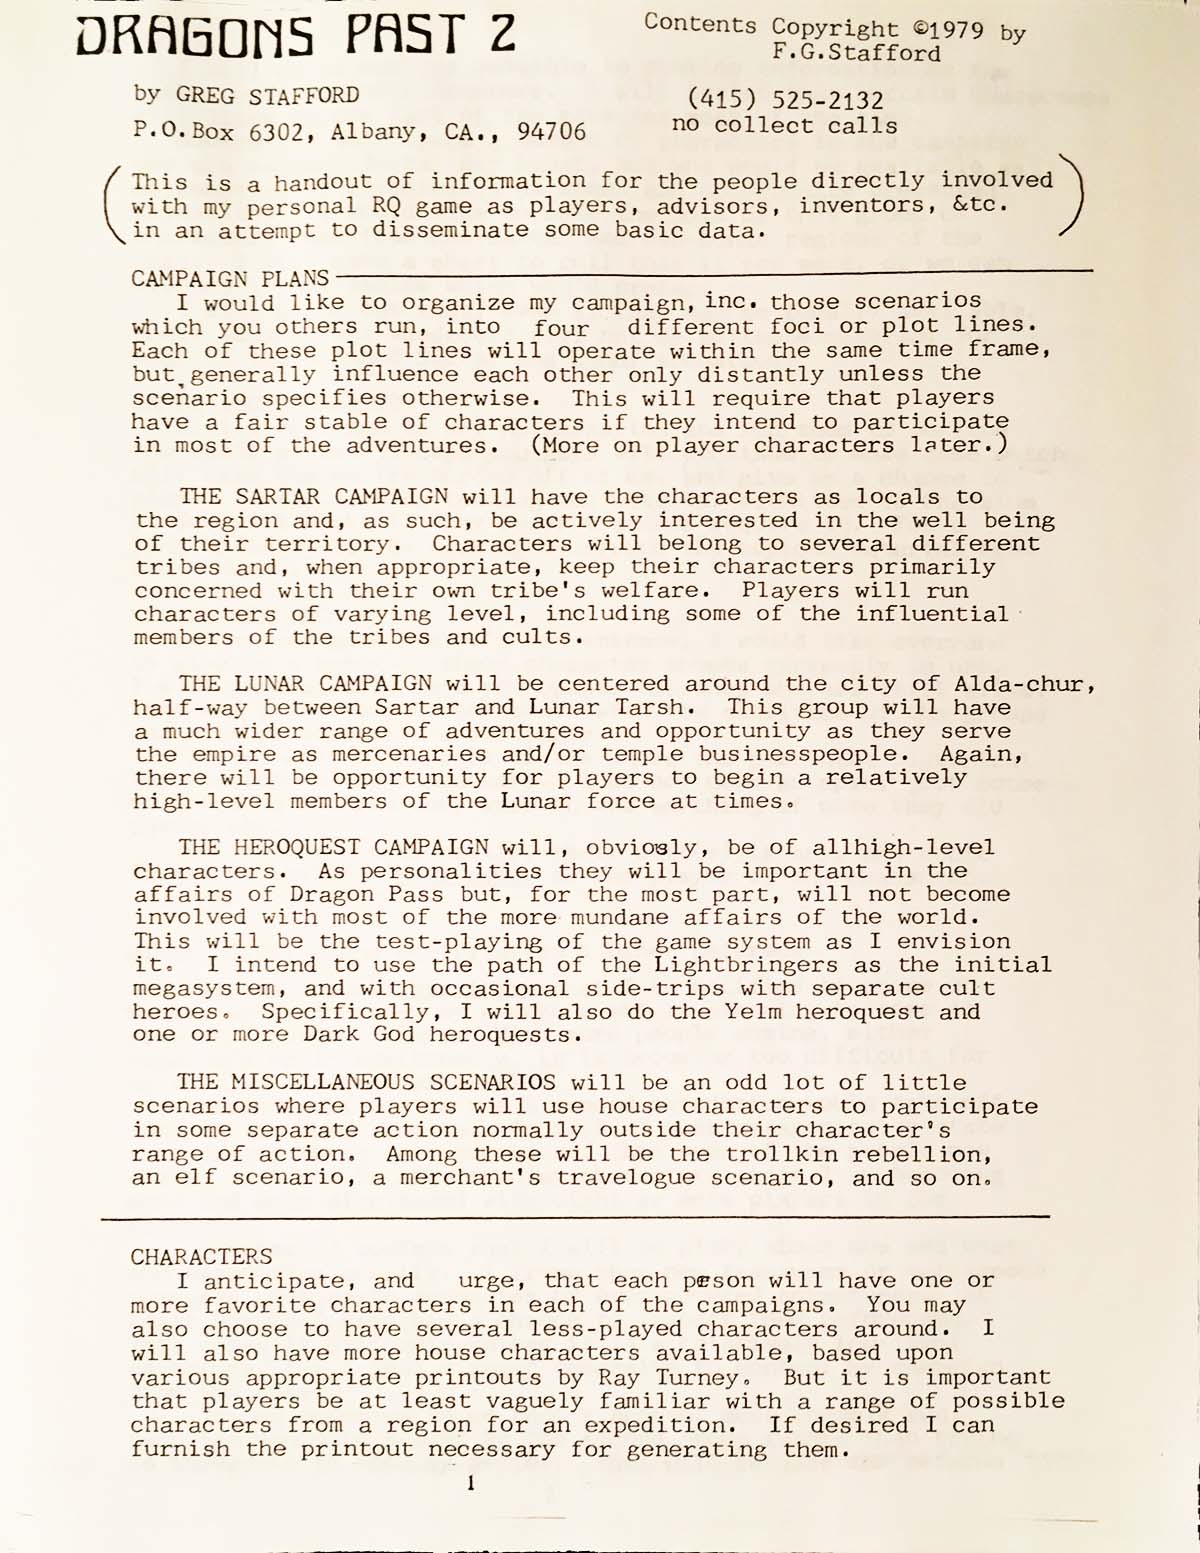 DRAGONS PAST 2
Contents Copyright ©1979 by
F.G.Stafford
by GREG STAFFORD
P.O.Box 6302, Albany, CA., 94706
(415) 525-2132
no collect calls
(This is a handout of information for the people directly involved
with my personal RQ game as players, advisors, inventors, &tc.
in an attempt to disseminate some basic data.)
CAMPAIGN PLANS
I would like to organize my campaign, inc. those scenarios
which you others run, into four different foci or plot lines.
Each of these plot lines will operate within the same time frame,
but, generally influence each other only distantly unless the
scenario specifies otherwise. This will require that players
have a fair stable of characters if they intend to participate
in most of the adventures. (More on player characters later.)
THE SARTAR CAMPAIGN will have the characters as locals to
the region and, as such, be actively interested in the well being
of their territory. Characters will belong to several different
tribes and, when appropriate, keep their characters primarily
concerned with their own tribe's welfare. Players will run
characters of varying level, including some of the influential
members of the tribes and cults.
THE LUNAR CAMPAIGN will be centered around the city of Alda-chur,
half-way between Sartar and Lunar Tarsh. This group will have
a much wider range of adventures and opportunity as they serve
the empire as mercenaries and/or temple businesspeople. Again,
there will be opportunity for players to begin a relatively
high-level members of the Lunar force at times.
THE HEROQUEST CAMPAIGN will, obviously, be of allhigh-level
characters. As personalities they will be important in the
affairs of Dragon Pass but, for the most part, will not become
involved with most of the more mundane affairs of the world.
This will be the test-playing of the game system as I envision
it. I intend to use the path of the Lightbringers as the initial
megasystem, and with occasional side-trips with separate cult
heroes. Specifically, I will also do the Yelm heroquest and
one or more Dark God heroquests.
THE MISCELLANEOUS SCENARIOS will be an odd lot of little
scenarios where players will use house characters to participate
in some separate action normally outside their character's
range of action. Among these will be the trollkin rebellion,
an elf scenario, a merchant's travelogue scenario, and so on.
CHARACTERS
I anticipate, and urge, that each person will have one or
more favorite characters in each of the campaigns. You may
also choose to have several less-played characters around. I
will also have more house characters available, based upon
various appropriate printouts by Ray Turney. But it is important
that players be at least vaguely familiar with a range of possible
characters from a region for an expedition. If desired I can
furnish the printout necessary for generating them.
1